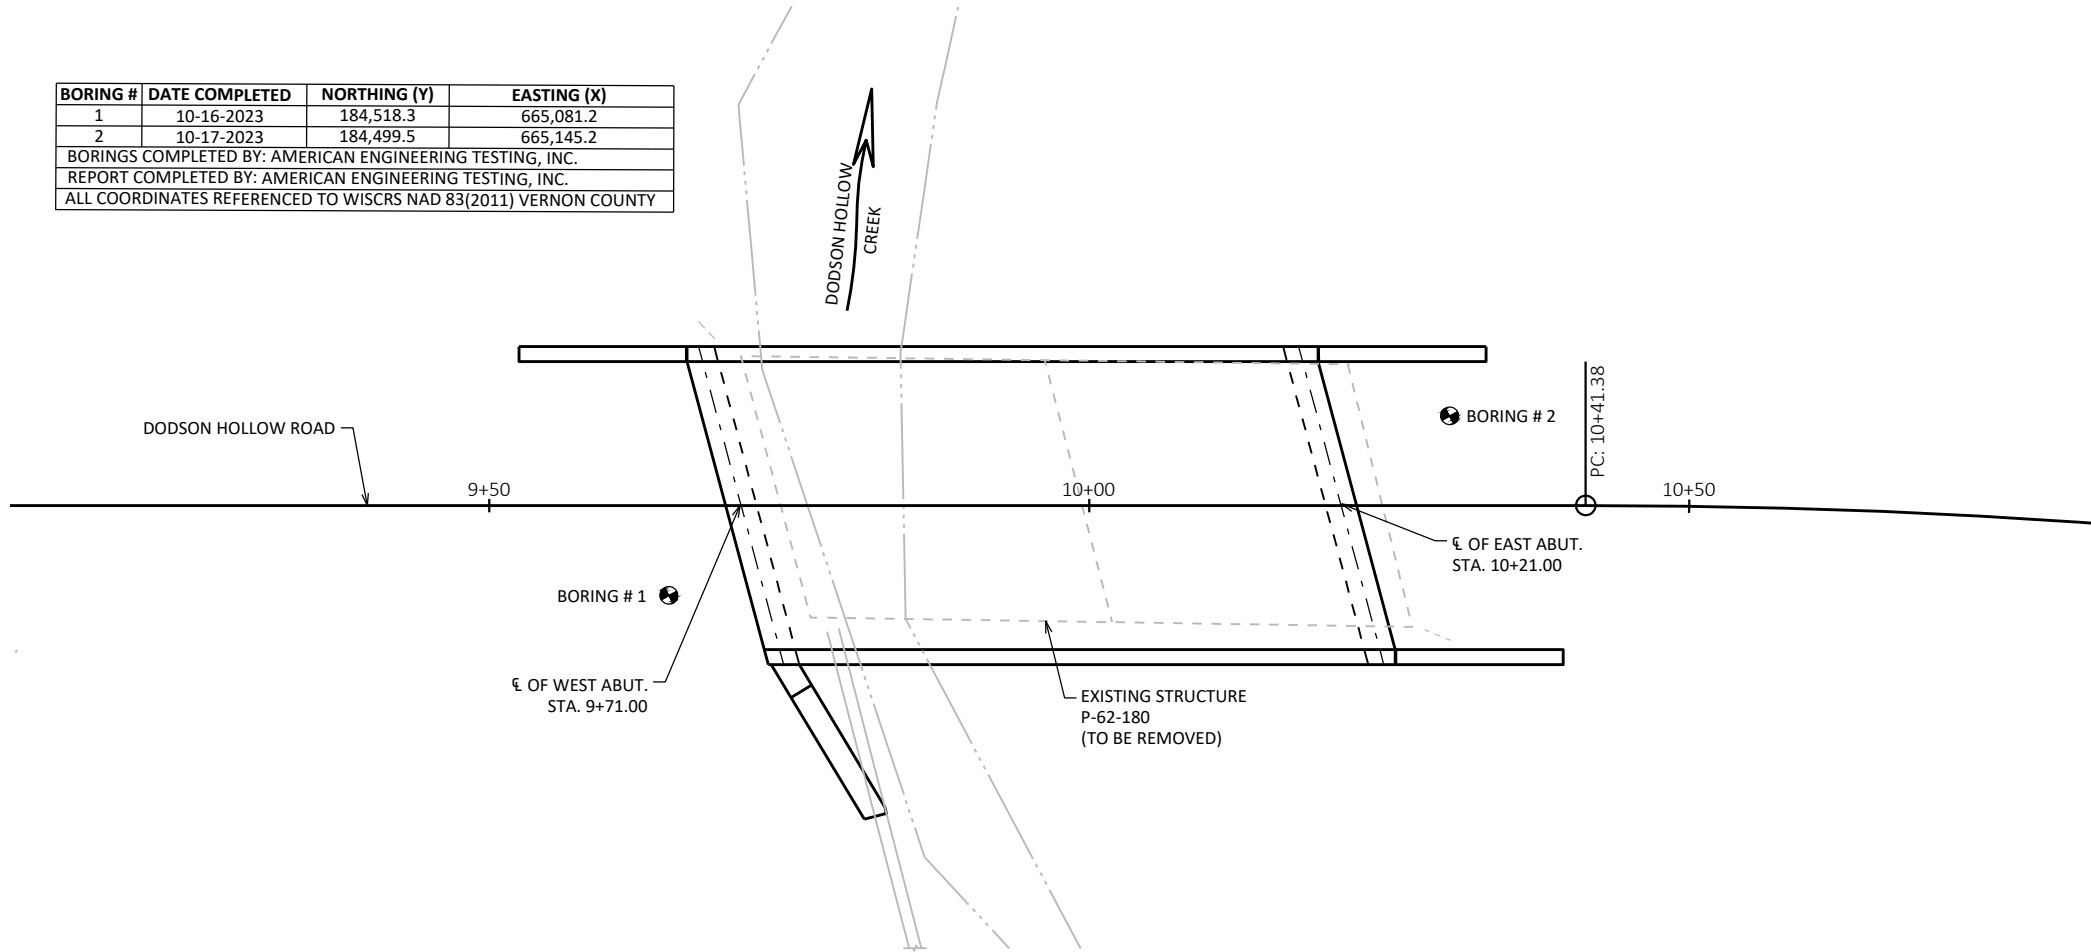 BORING # DATE COMPLETED NORTHING (Y) EASTING (X)
1 10-16-2023 184,518.3 665,081.2
2 10-17-2023 184,499.5 665,145.2
BORINGS COMPLETED BY: AMERICAN ENGINEERING TESTING, INC.
REPORT COMPLETED BY: AMERICAN ENGINEERING TESTING, INC.
ALL COORDINATES REFERENCED TO WISCRS NAD 83(2011) VERNON COUNTY
DODSON HOLLOW
CREEK
DODSON HOLLOW ROAD
BORING # 2
PC: 10+41.38
9+50
10+00
10+50
℄ OF EAST ABUT.
STA. 10+21.00
BORING # 1
℄ OF WEST ABUT.
STA. 9+71.00
EXISTING STRUCTURE
P-62-180
(TO BE REMOVED)